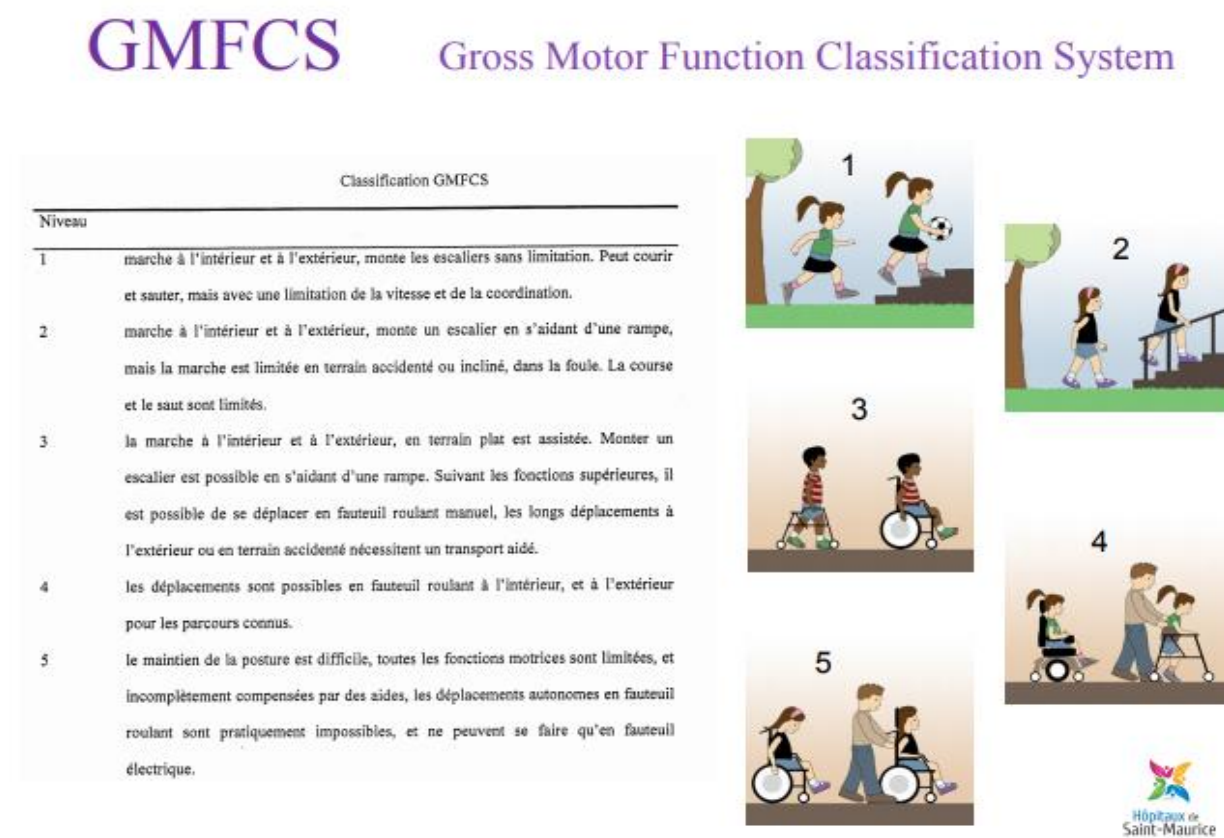 GMFCS Gross Motor Function Classification System
Classification GMFCS
Niveau
1 marche à l'intérieur et à l'extérieur, monte les escaliers sans limitation. Peut courir
et sauter, mais avec une limitation de la vitesse et de la coordination.
2 marche à l'intérieur et à l'extérieur, monte un escalier en s'aidant d'une rampe,
mais la marche est limitée en terrain accidenté ou incliné, dans la foule. La course
et le saut sont limités.
3 la marche à l'intérieur et à l'extérieur, en terrain plat est assistée. Monter un
escalier est possible en s'aidant d'une rampe. Suivant les fonctions supérieures, il
est possible de se déplacer en fauteuil roulant manuel, les longs déplacements à
l'extérieur ou en terrain accidenté nécessitent un transport aidé.
4 les déplacements sont possibles en fauteuil roulant à l'intérieur, et à l'extérieur
pour les parcours connus.
5 le maintien de la posture est difficile, toutes les fonctions motrices sont limitées, et
incomplètement compensées par des aides, les déplacements autonomes en fauteuil
roulant sont pratiquement impossibles, et ne peuvent se faire qu'en fauteuil
électrique.
1
2
3
4
5
Hôpitaux de
Saint-Maurice